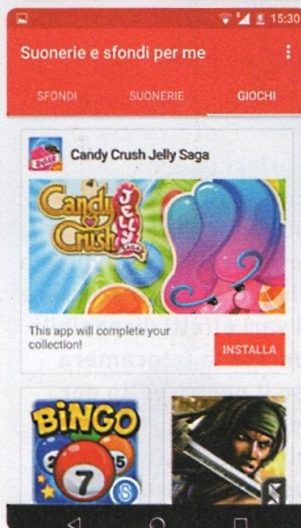 15:30
Suonerie e sfondi per me
SFONDI SUONERIE GIOCHI
Candy Crush Jelly Saga
Candy
Crush
JELLY
SAGA
This app will complete your
collection!
INSTALLA
BiNGO
7
8